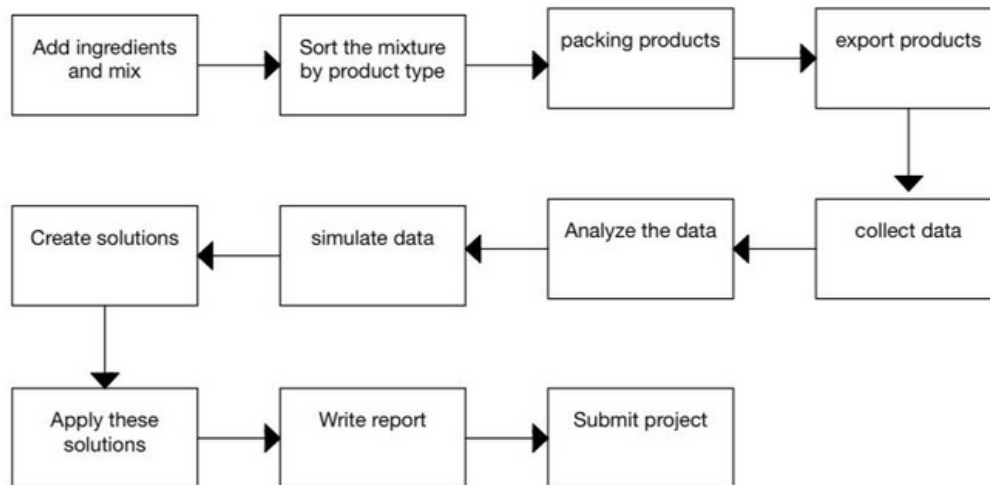 Add ingredients
and mix
Sort the mixture
by product type
packing products
export products
collect data
Analyze the data
simulate data
Create solutions
Apply these
solutions
Write report
Submit project